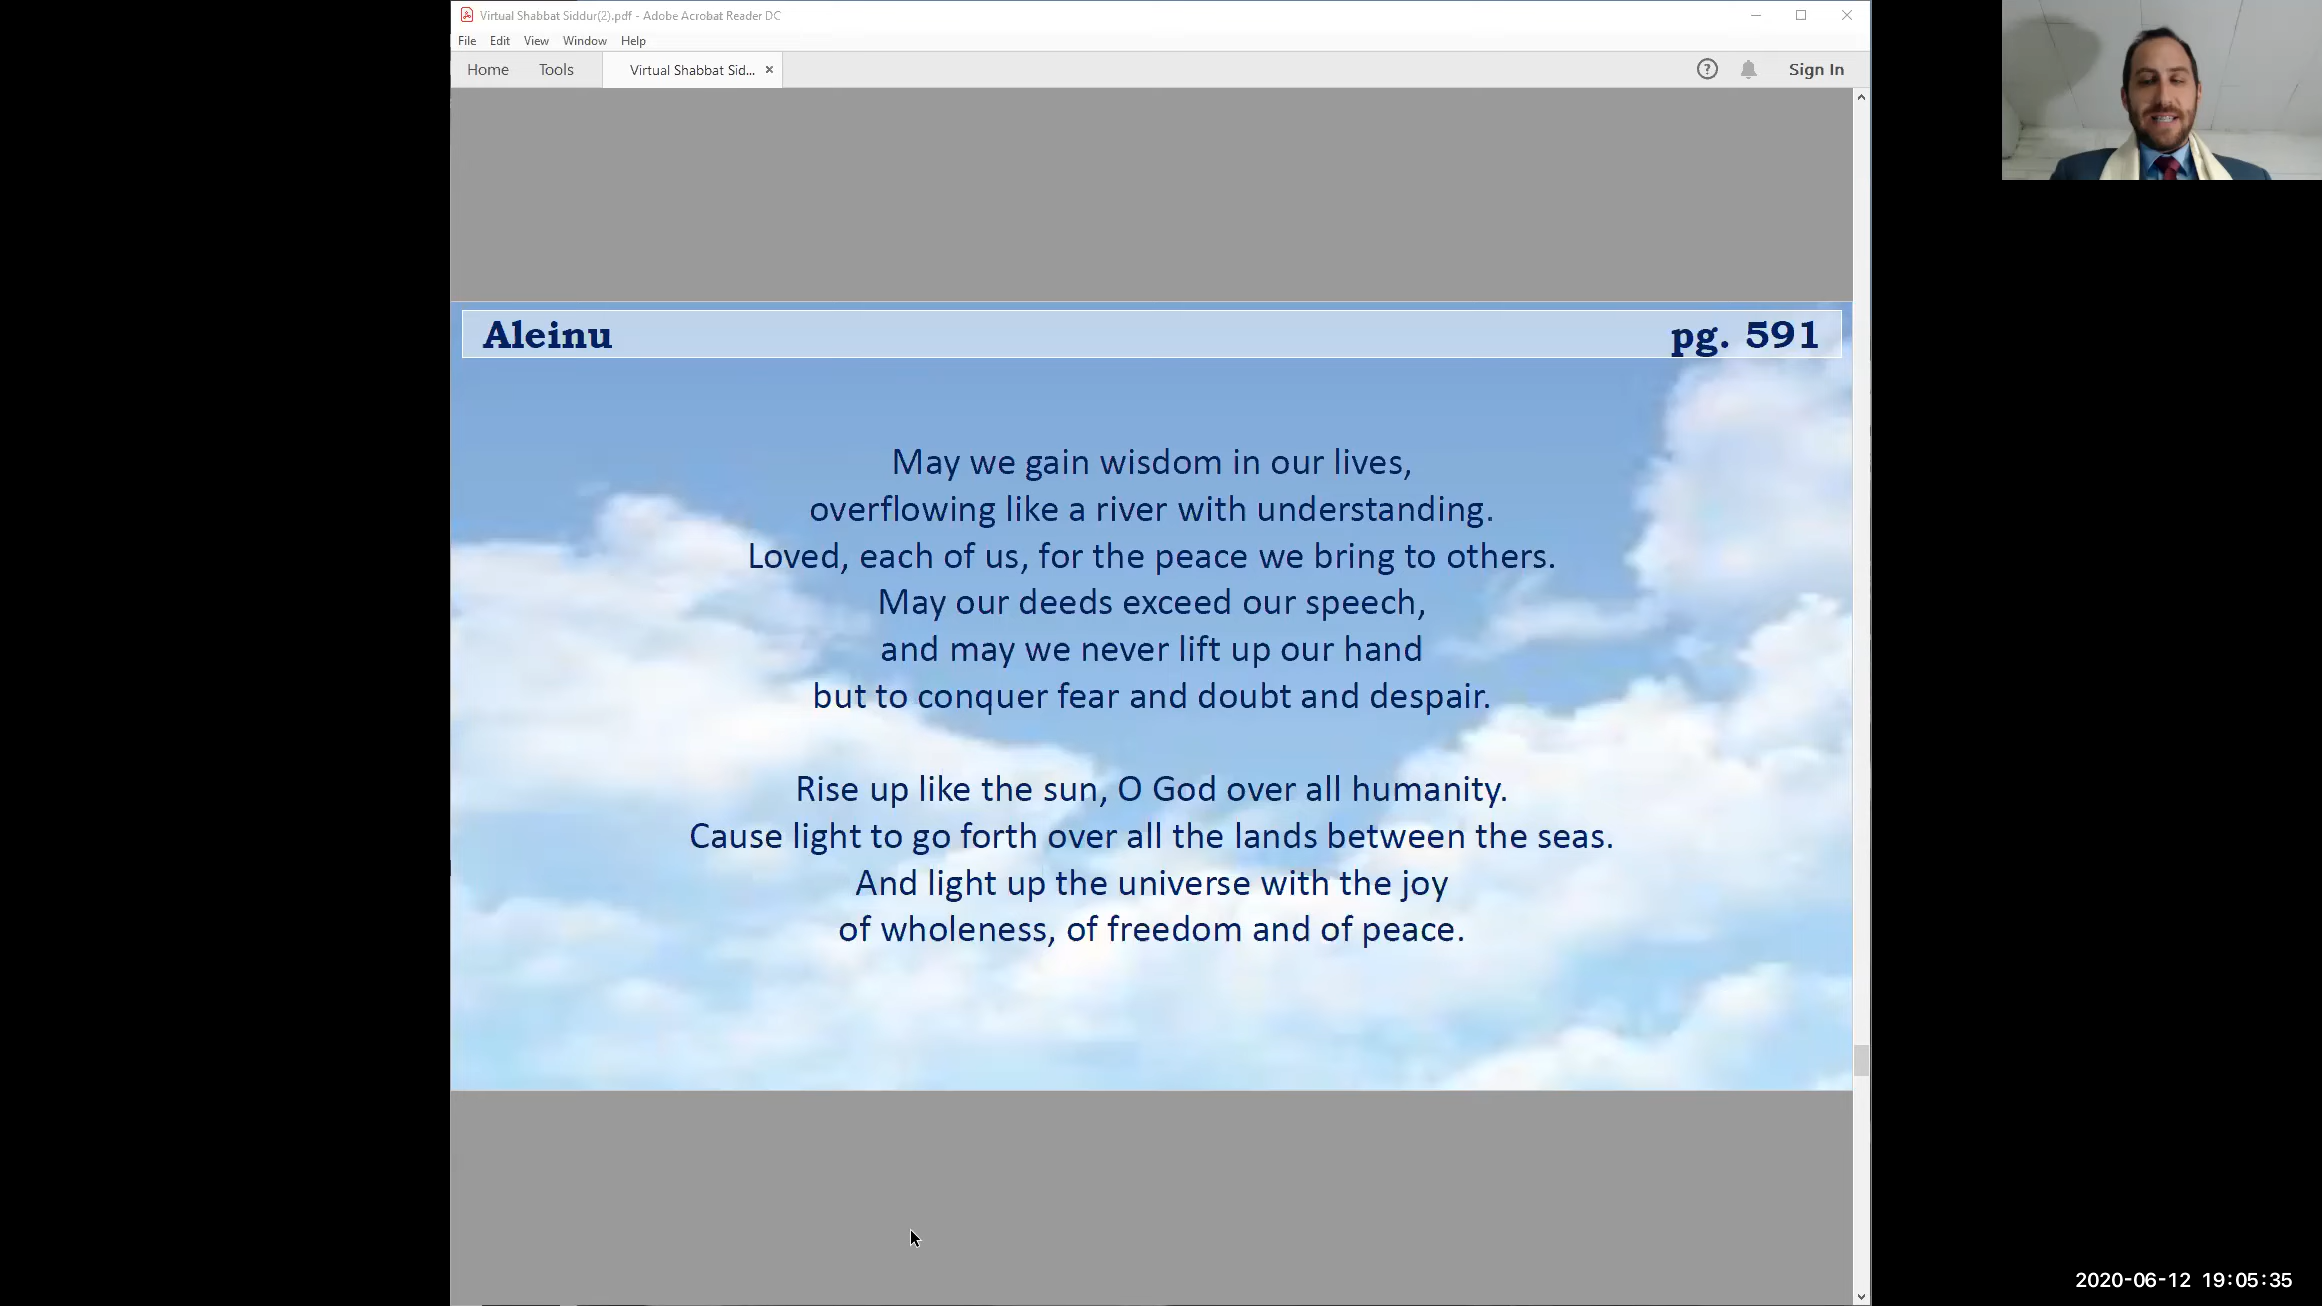 Virtual Shabbat Siddur(2).pdf - Adobe Acrobat Reader DC
File Edit View Window Help
Home Tools Virtual Shabbat Sid... × ? Sign In
Aleinu pg. 591
May we gain wisdom in our lives,
overflowing like a river with understanding.
Loved, each of us, for the peace we bring to others.
May our deeds exceed our speech,
and may we never lift up our hand
but to conquer fear and doubt and despair.
Rise up like the sun, O God over all humanity.
Cause light to go forth over all the lands between the seas.
And light up the universe with the joy
of wholeness, of freedom and of peace.
2020-06-12 19:05:35